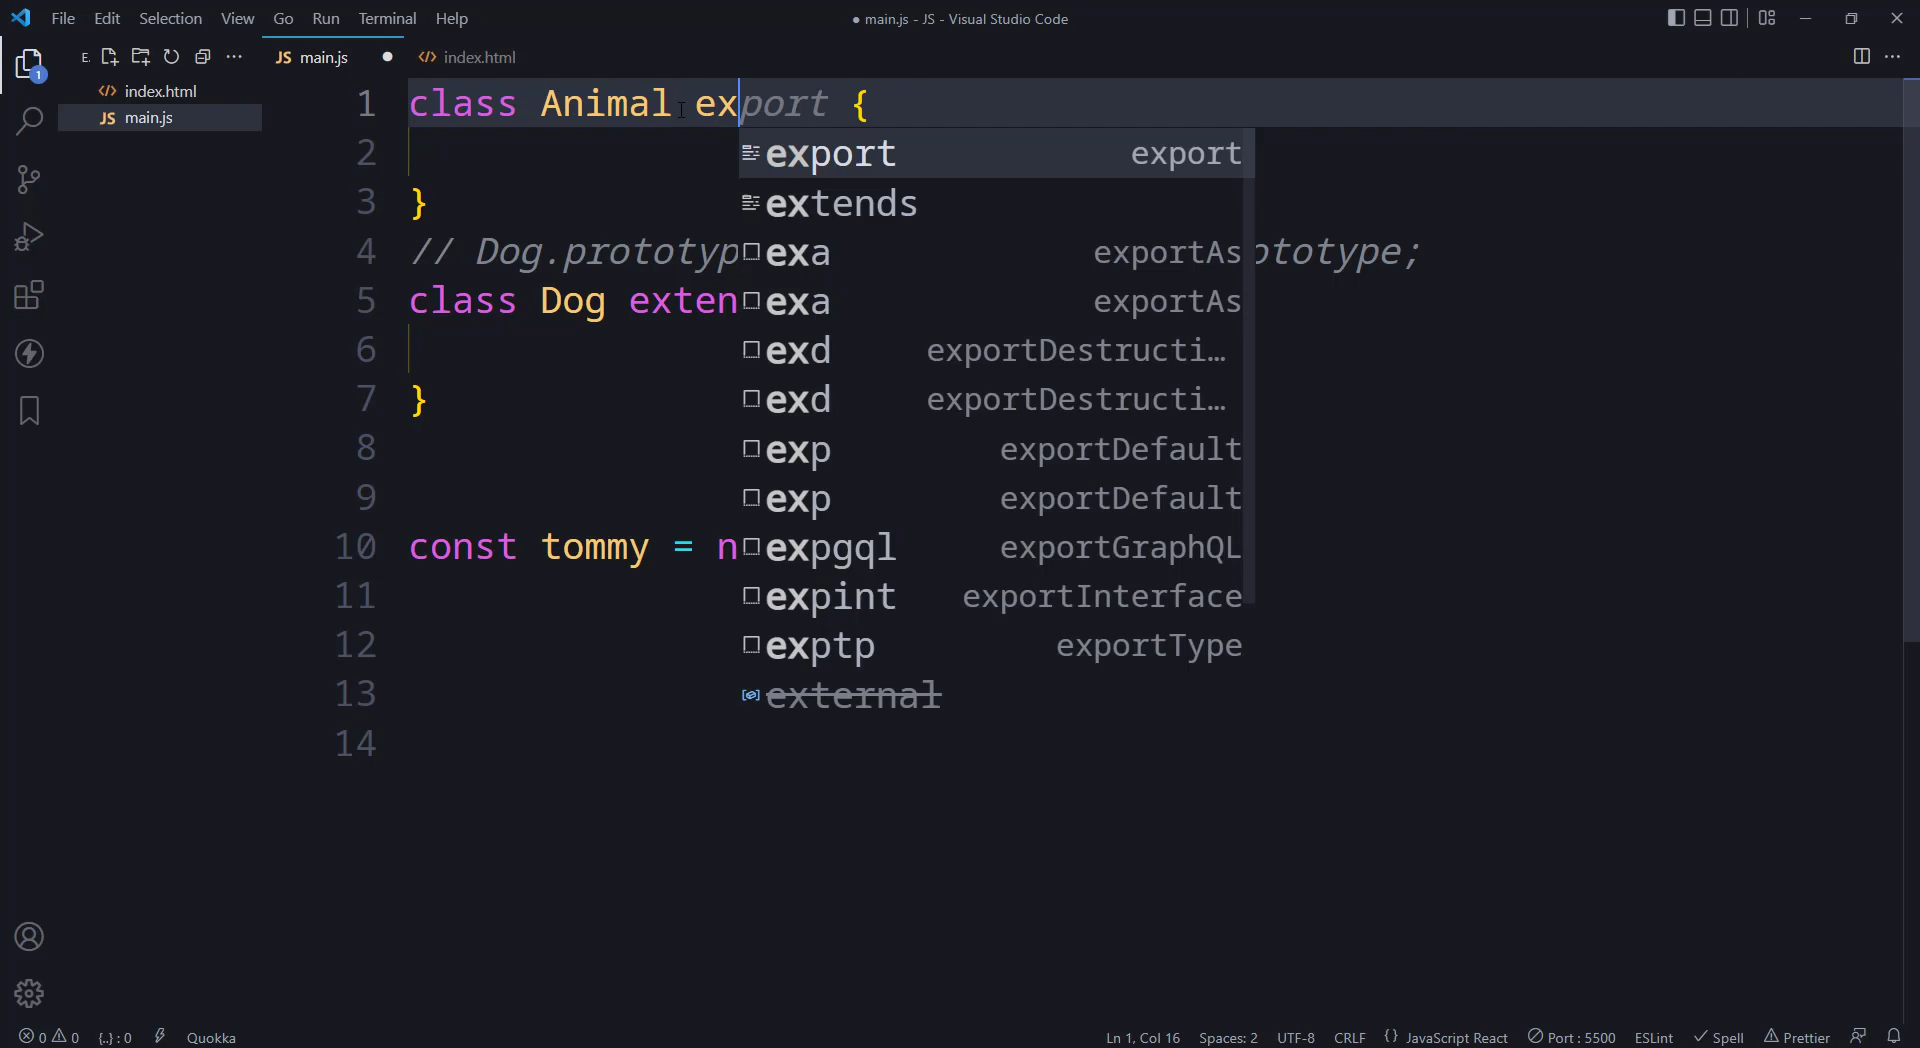 File Edit Selection View Go Run Terminal Help
● main.js - JS - Visual Studio Code
E.
JS main.js ●
index.html
index.html
JS main.js
1
1 class Animal export {
2
3 }
4 // Dog.prototyp ototype;
5 class Dog exten
6
7 }
8
9
10 const tommy = n
11
12
13
14
export export
extends
exa exportAs
exa exportAs
exd exportDestructi...
exd exportDestructi...
exp exportDefault
exp exportDefault
expgql exportGraphQL
expint exportInterface
exptp exportType
external
0 0 {..} : 0 Quokka
Ln 1, Col 16 Spaces: 2 UTF-8 CRLF { } JavaScript React Port : 5500 ESLint Spell Prettier